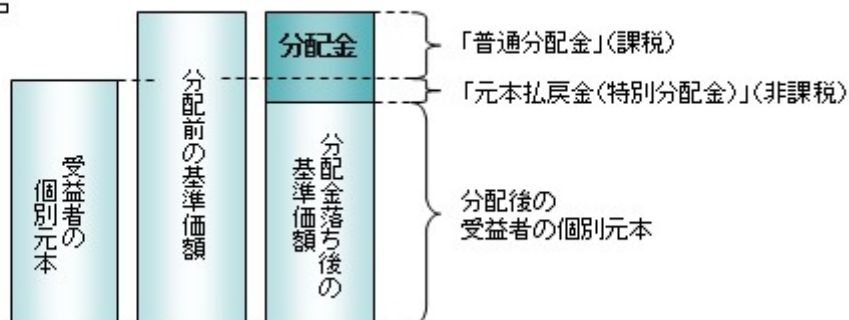 受益者の
個別元本
分配前の基準価額
分配金
分配金落ち後の
基準価額
「普通分配金」(課税)
「元本払戻金(特別分配金)」(非課税)
分配後の
受益者の個別元本